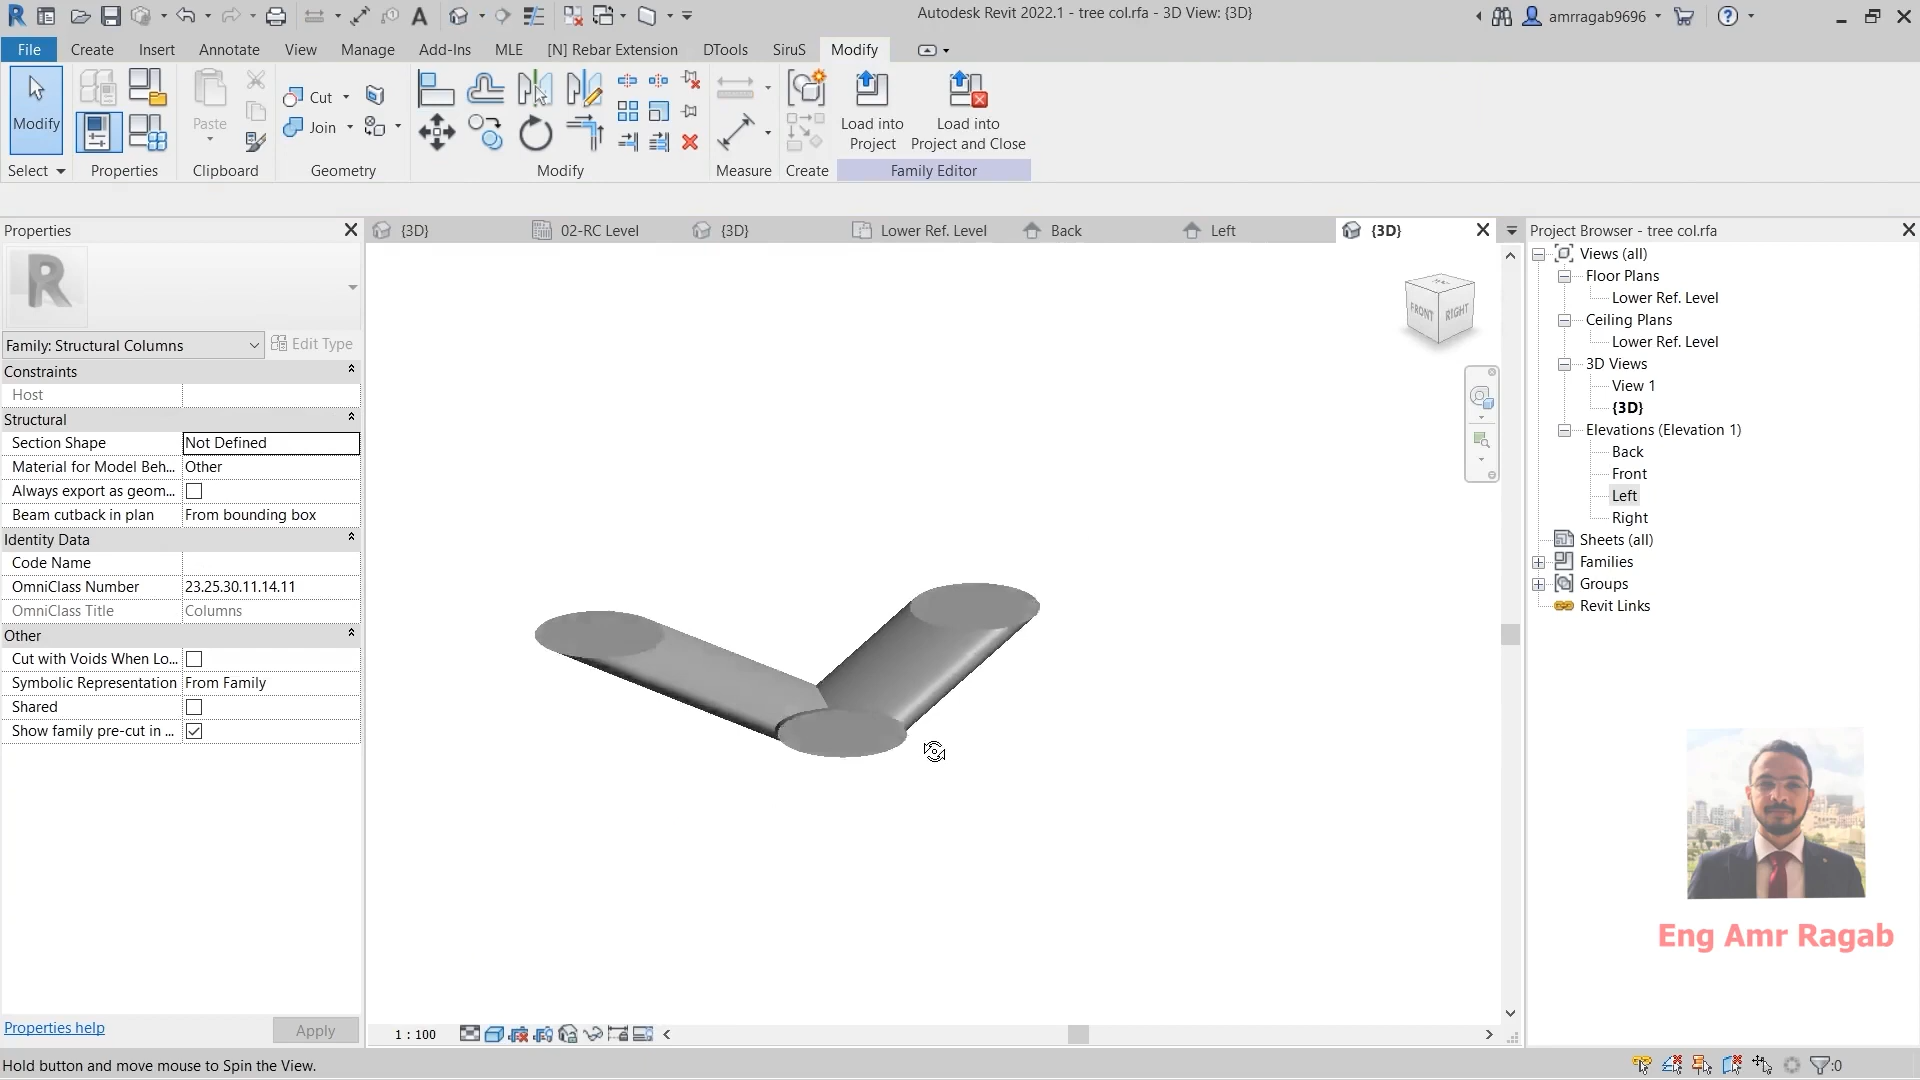 Autodesk Revit 2022.1 - tree col.rfa - 3D View: {3D}
amrragab9696
File
Create
Insert
Annotate
View
Manage
Add-Ins
MLE
[N] Rebar Extension
DTools
SiruS
Modify
Modify
Paste
Cut
Join
Load into
Project
Load into
Project and Close
Select
Properties
Clipboard
Geometry
Modify
Measure
Create
Family Editor
Properties
R
Family: Structural Columns
Edit Type
Constraints
Host
Structural
Section Shape
Not Defined
Material for Model Beh...
Other
Always export as geom...
Beam cutback in plan
From bounding box
Identity Data
Code Name
OmniClass Number
23.25.30.11.14.11
OmniClass Title
Columns
Other
Cut with Voids When Lo...
Symbolic Representation
From Family
Shared
Show family pre-cut in ...
Properties help
Apply
{3D}
02-RC Level
{3D}
Lower Ref. Level
Back
Left
{3D}
FRONT
RIGHT
1 : 100
Project Browser - tree col.rfa
Views (all)
Floor Plans
Lower Ref. Level
Ceiling Plans
Lower Ref. Level
3D Views
View 1
{3D}
Elevations (Elevation 1)
Back
Front
Left
Right
Sheets (all)
Families
Groups
Revit Links
Eng Amr Ragab
Hold button and move mouse to Spin the View.
:0